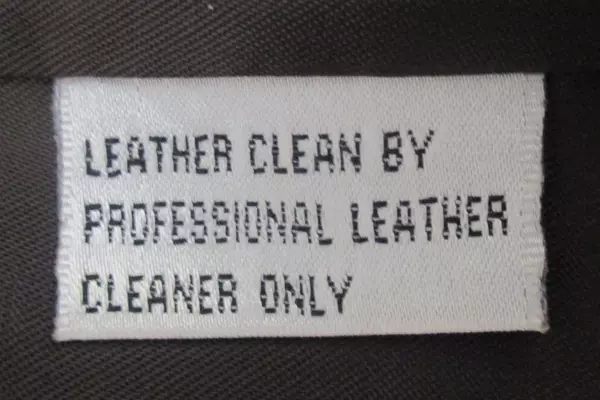 LEATHER CLEAN BY
PROFESSIONAL LEATHER
CLEANER ONLY